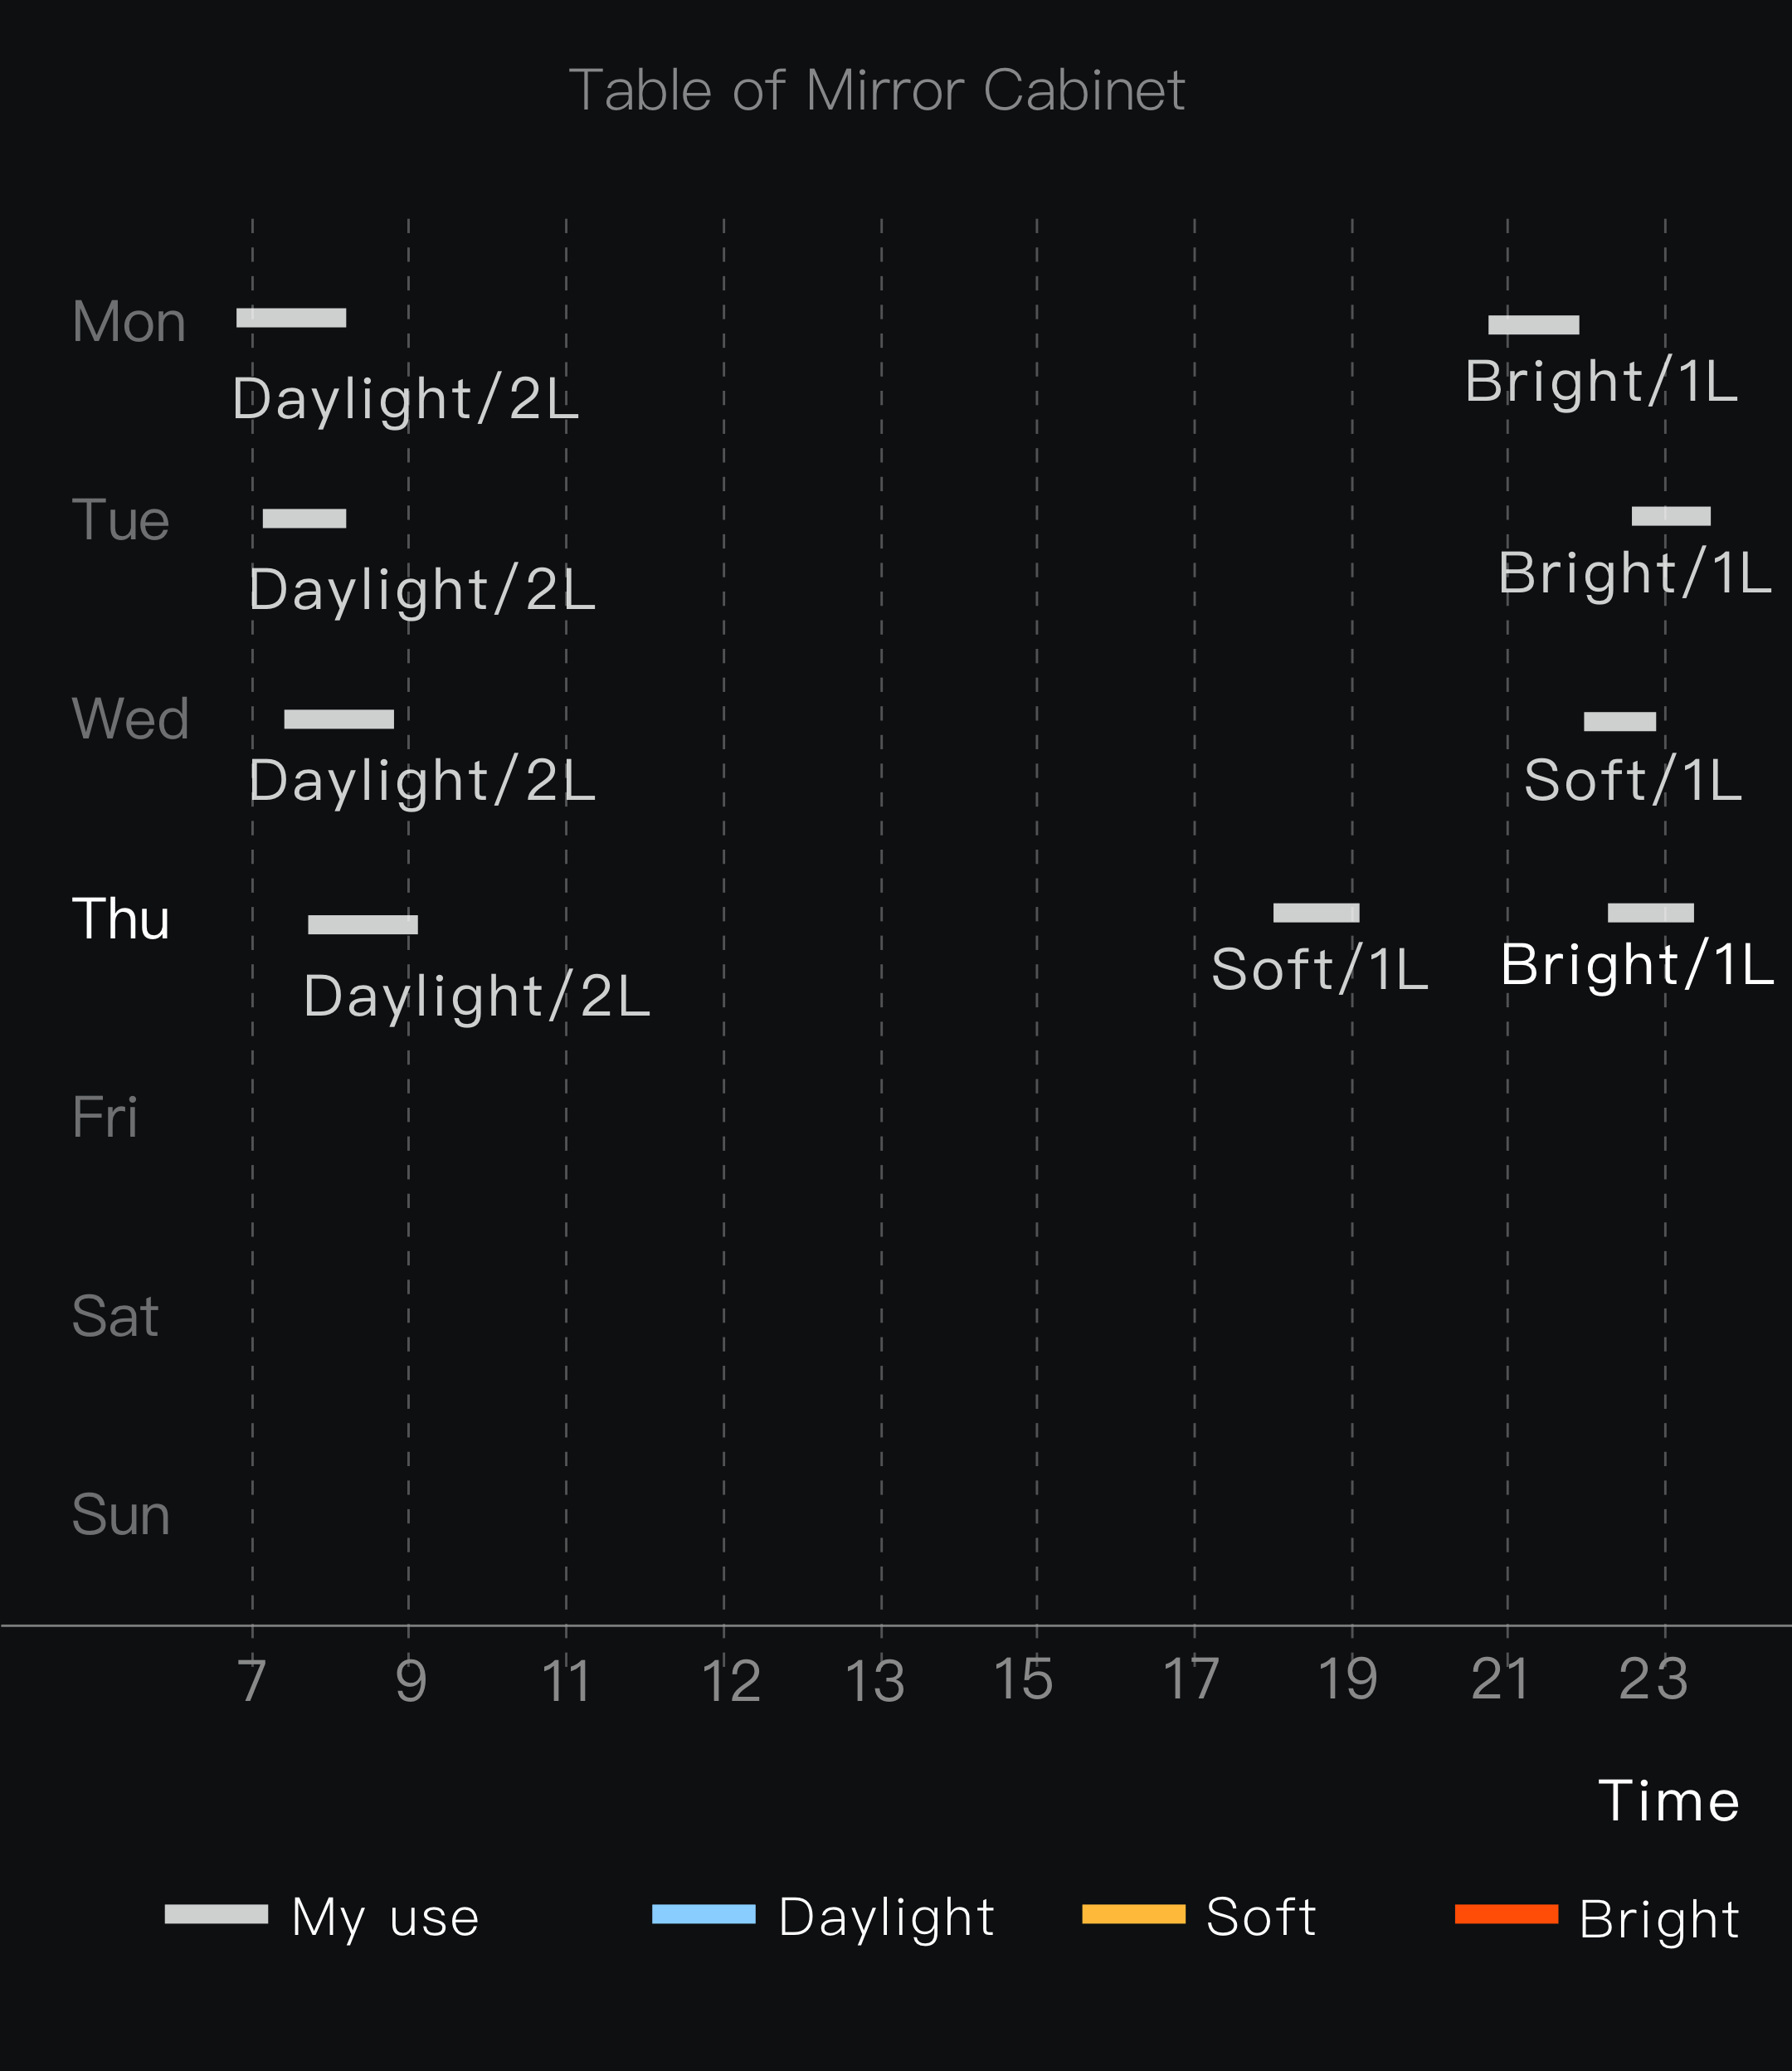 Table of Mirror Cabinet
Mon
Daylight/2L
Bright/1L
Tue
Daylight/2L
Bright/1L
Wed
Daylight/2L
Soft/1L
Thu
Daylight/2L
Soft/1L
Bright/1L
Fri
Sat
Sun
7 9 11 12 13 15 17 19 21 23
Time
My use Daylight Soft Bright